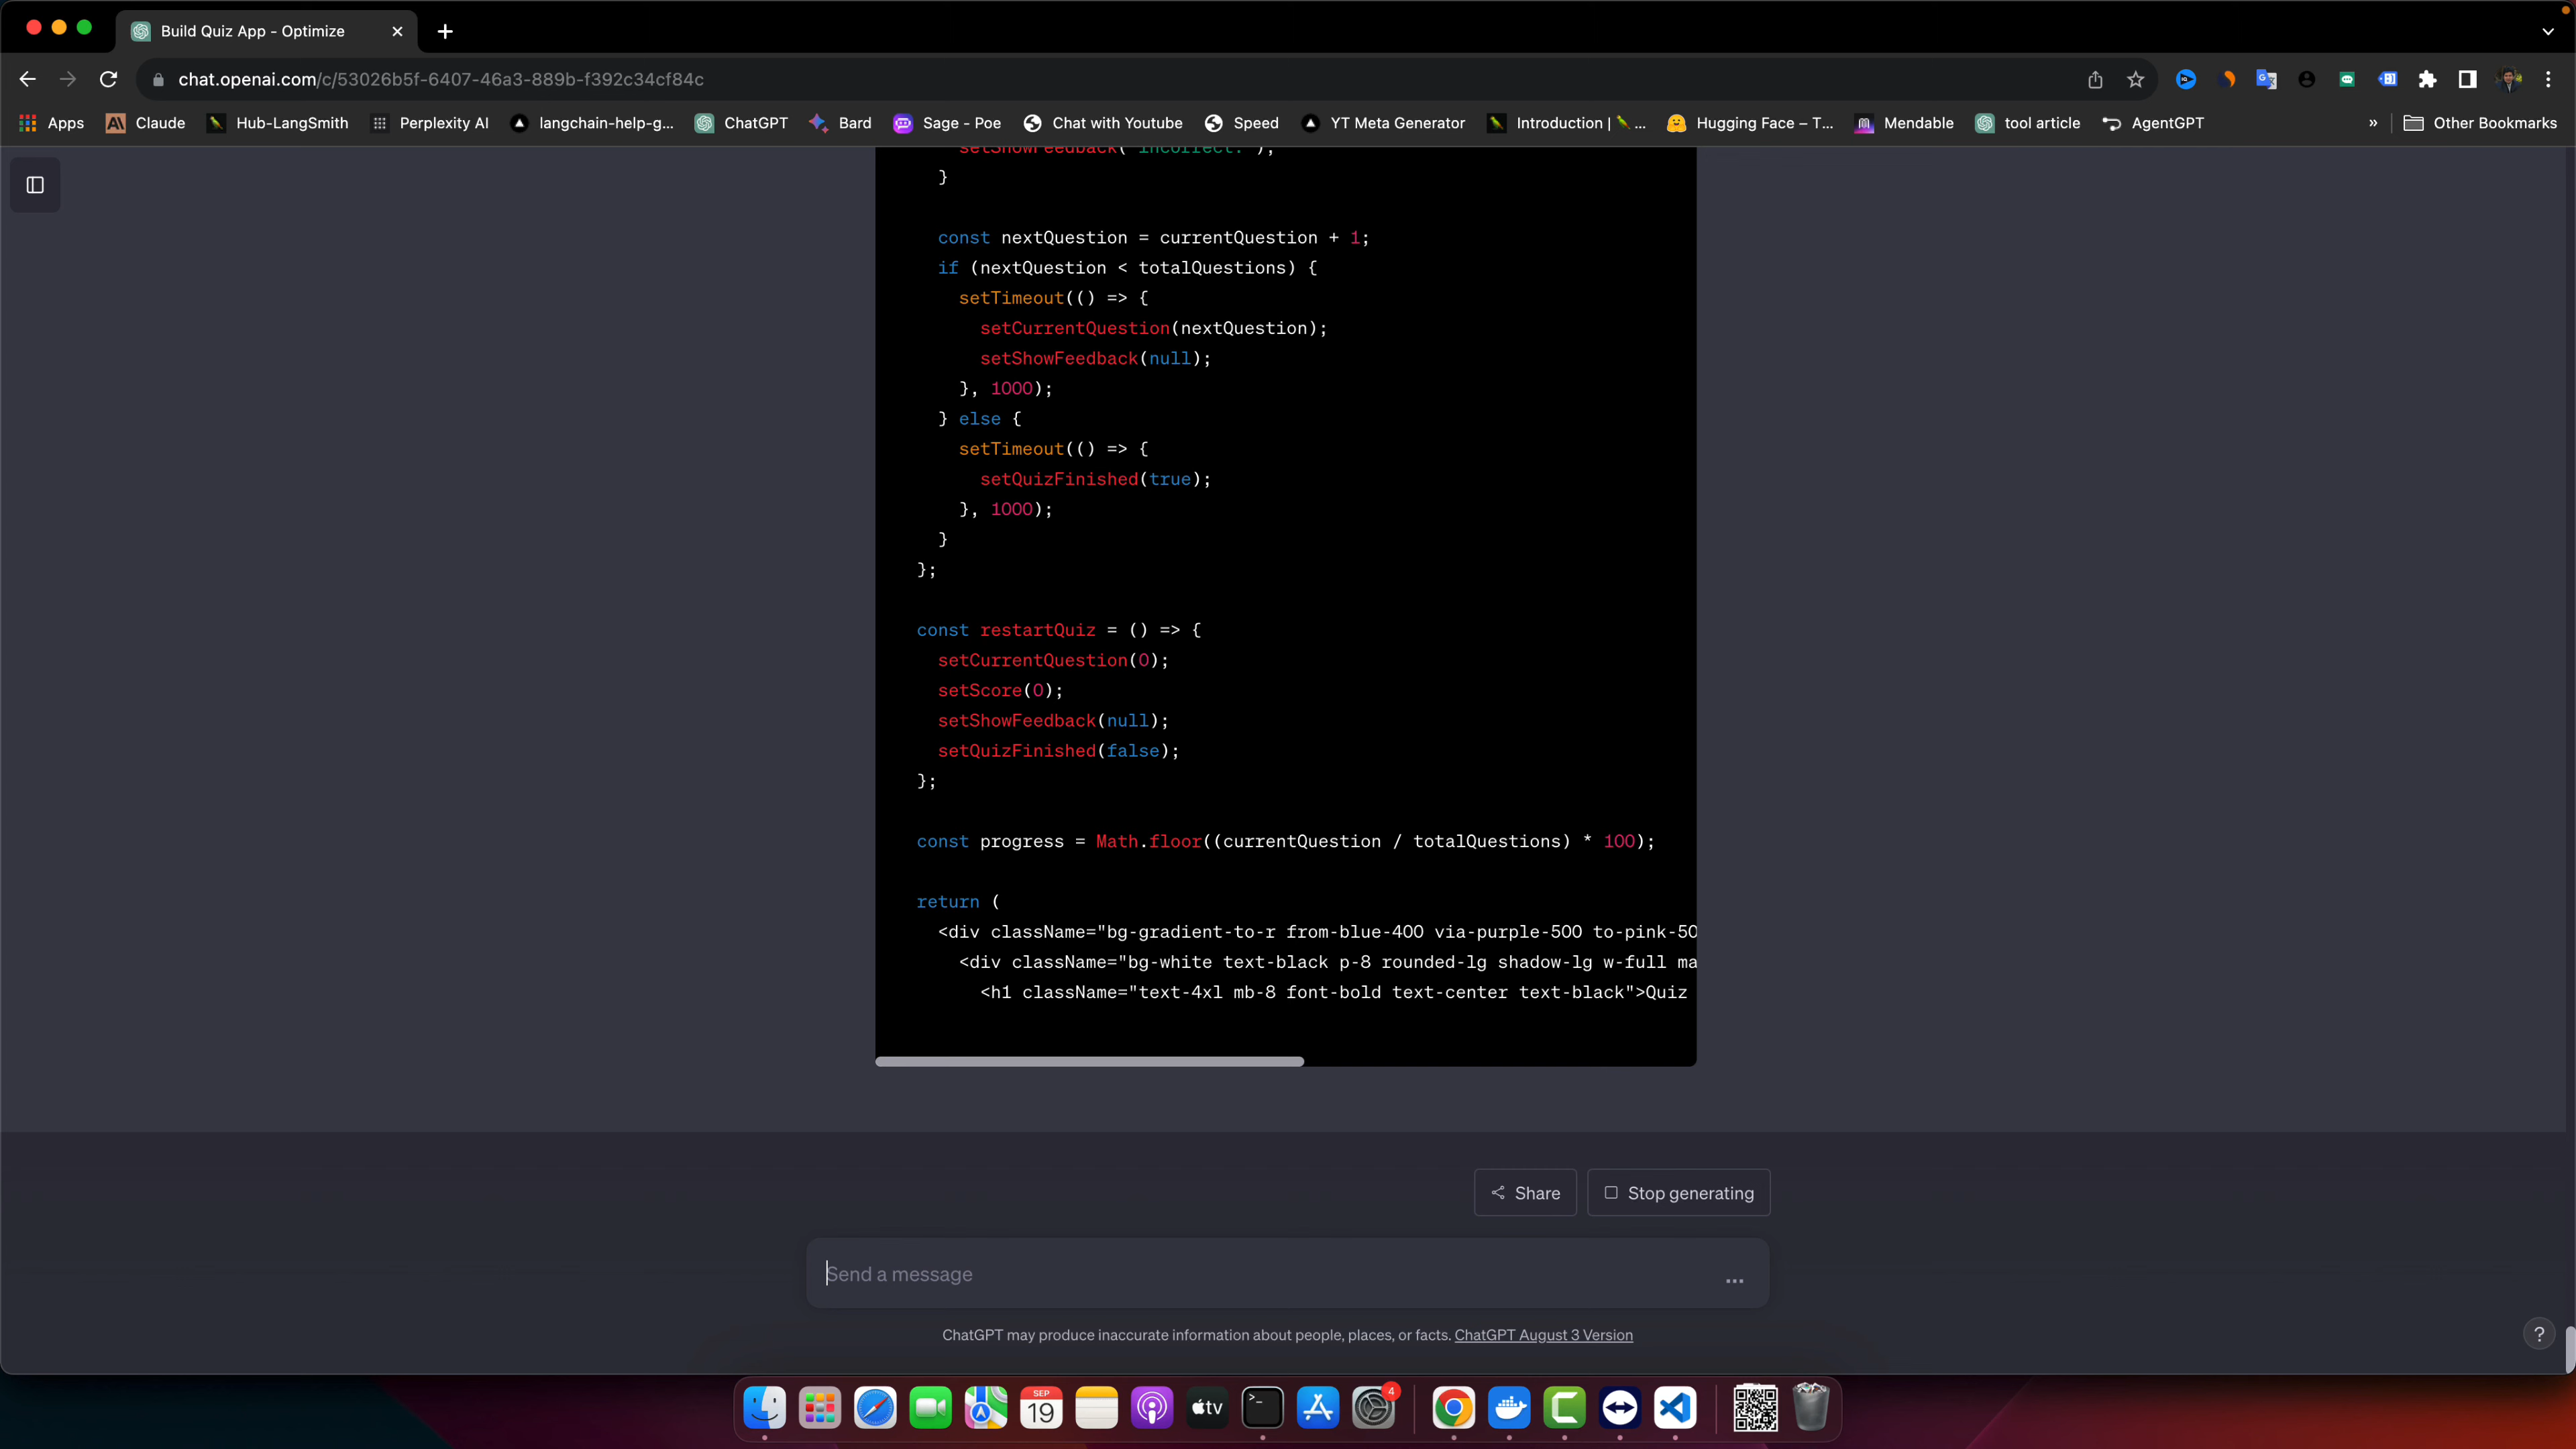 Build Quiz App - Optimize
chat.openai.com/c/53026b5f-6407-46a3-889b-f392c34cf84c
Apps
Claude
Hub-LangSmith
Perplexity AI
langchain-help-g...
ChatGPT
Bard
Sage - Poe
Chat with Youtube
Speed
YT Meta Generator
Introduction | ...
Hugging Face – T...
Mendable
tool article
AgentGPT
»
Other Bookmarks
setShowFeedback("Incorrect.");
}
const nextQuestion = currentQuestion + 1;
if (nextQuestion < totalQuestions) {
setTimeout(() => {
setCurrentQuestion(nextQuestion);
setShowFeedback(null);
}, 1000);
} else {
setTimeout(() => {
setQuizFinished(true);
}, 1000);
}
};
const restartQuiz = () => {
setCurrentQuestion(0);
setScore(0);
setShowFeedback(null);
setQuizFinished(false);
};
const progress = Math.floor((currentQuestion / totalQuestions) * 100);
return (
<div className="bg-gradient-to-r from-blue-400 via-purple-500 to-pink-50
<div className="bg-white text-black p-8 rounded-lg shadow-lg w-full ma
<h1 className="text-4xl mb-8 font-bold text-center text-black">Quiz
Share
Stop generating
Send a message
ChatGPT may produce inaccurate information about people, places, or facts. ChatGPT August 3 Version
?
SEP
19
tv
4